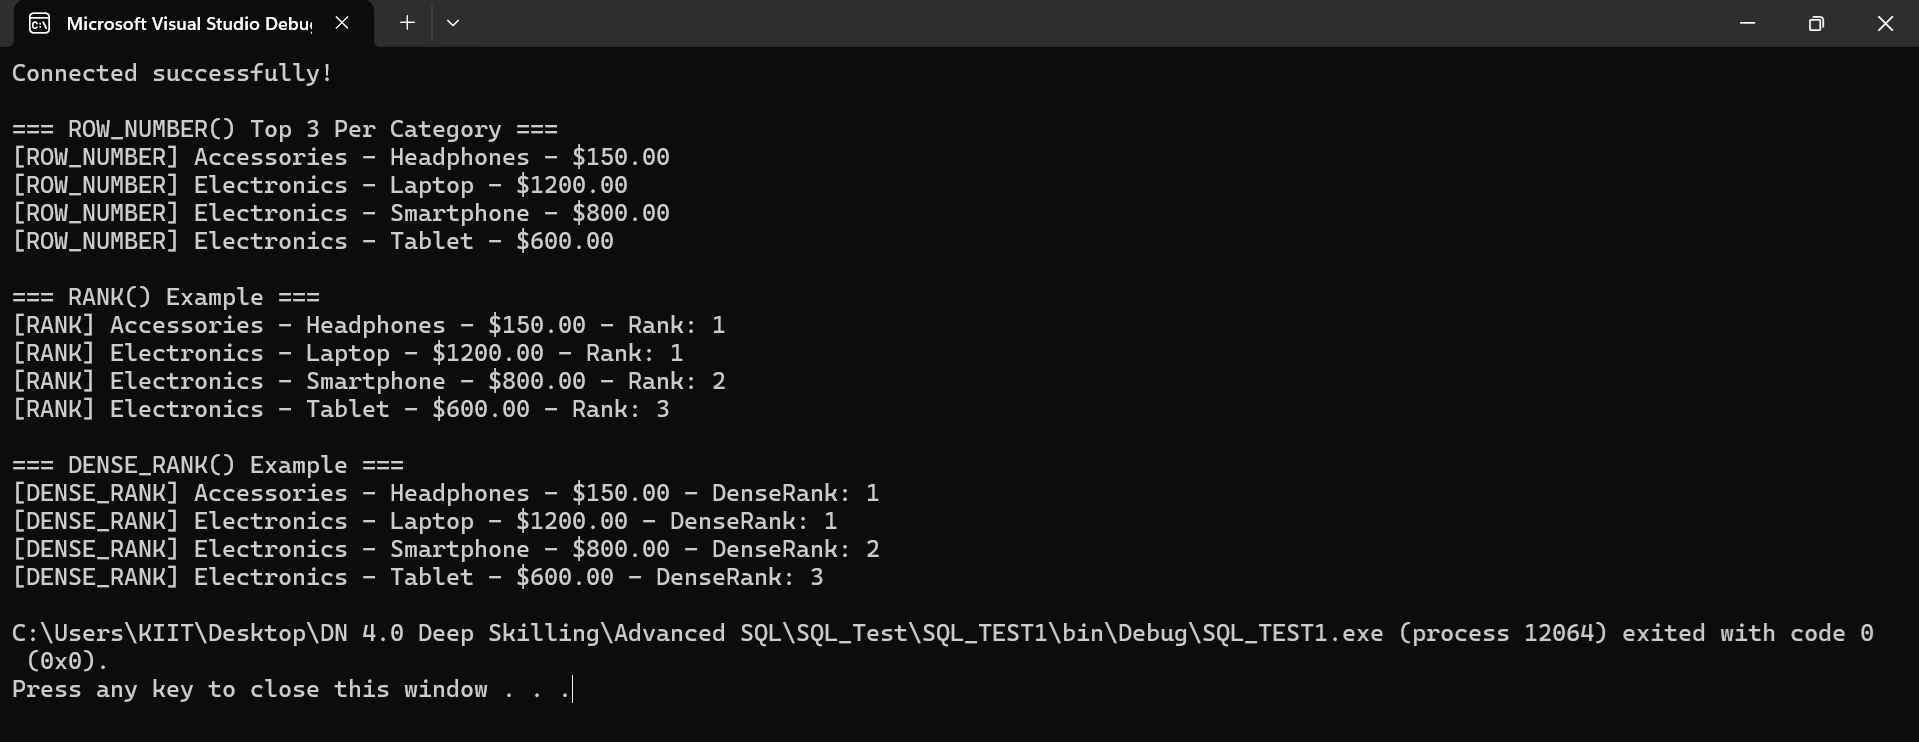 Microsoft Visual Studio Debu
Connected successfully!
=== ROW_NUMBER() Top 3 Per Category ===
[ROW_NUMBER] Accessories - Headphones - $150.00
[ROW_NUMBER] Electronics - Laptop - $1200.00
[ROW_NUMBER] Electronics - Smartphone - $800.00
[ROW_NUMBER] Electronics - Tablet - $600.00
=== RANK() Example ===
[RANK] Accessories - Headphones - $150.00 - Rank: 1
[RANK] Electronics - Laptop - $1200.00 - Rank: 1
[RANK] Electronics - Smartphone - $800.00 - Rank: 2
[RANK] Electronics - Tablet - $600.00 - Rank: 3
=== DENSE_RANK() Example ===
[DENSE_RANK] Accessories - Headphones - $150.00 - DenseRank: 1
[DENSE_RANK] Electronics - Laptop - $1200.00 - DenseRank: 1
[DENSE_RANK] Electronics - Smartphone - $800.00 - DenseRank: 2
[DENSE_RANK] Electronics - Tablet - $600.00 - DenseRank: 3
C:\Users\KIIT\Desktop\DN 4.0 Deep Skilling\Advanced SQL\SQL_Test\SQL_TEST1\bin\Debug\SQL_TEST1.exe (process 12064) exited with code 0
(0x0).
Press any key to close this window . . .